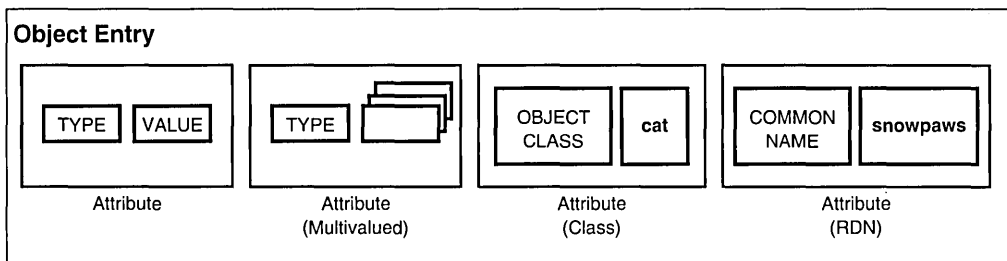 Object Entry
TYPE VALUE
TYPE
OBJECT
CLASS
cat
COMMON
NAME
snowpaws
Attribute
Attribute
(Multivalued)
Attribute
(Class)
Attribute
(RDN)